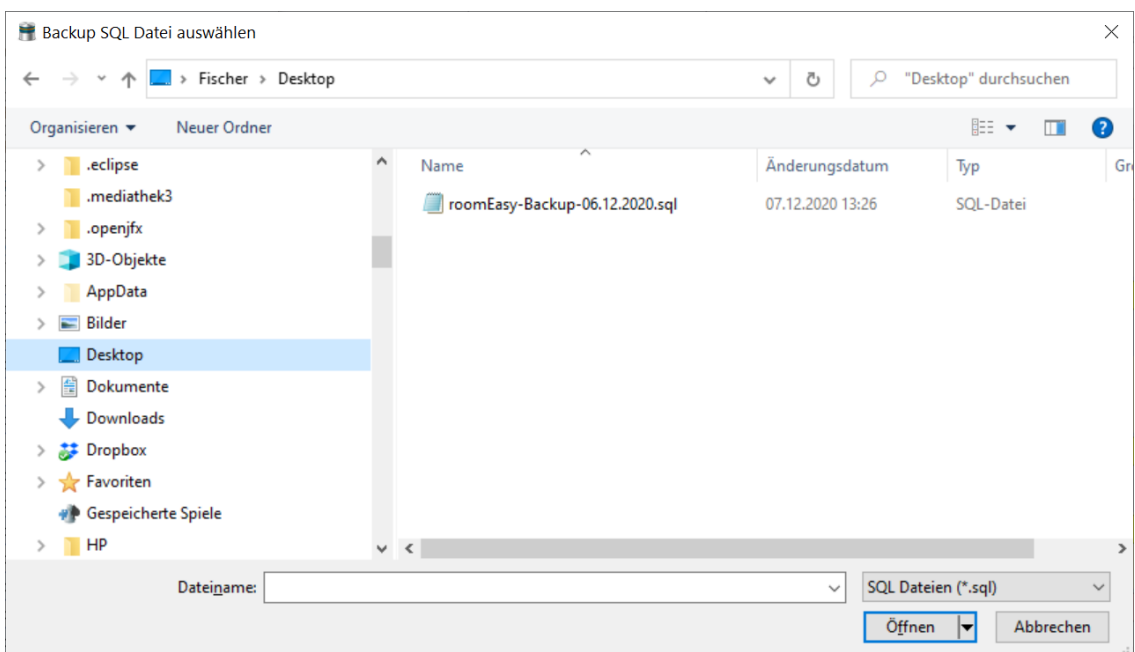 Backup SQL Datei auswählen
Fischer > Desktop
"Desktop" durchsuchen
Organisieren
Neuer Ordner
?
.eclipse
.mediathek3
.openjfx
3D-Objekte
AppData
Bilder
Desktop
Dokumente
Downloads
Dropbox
Favoriten
Gespeicherte Spiele
HP
Name Änderungsdatum Typ Gr
roomEasy-Backup-06.12.2020.sql 07.12.2020 13:26 SQL-Datei
Dateiname:
SQL Dateien (*.sql)
Öffnen
Abbrechen